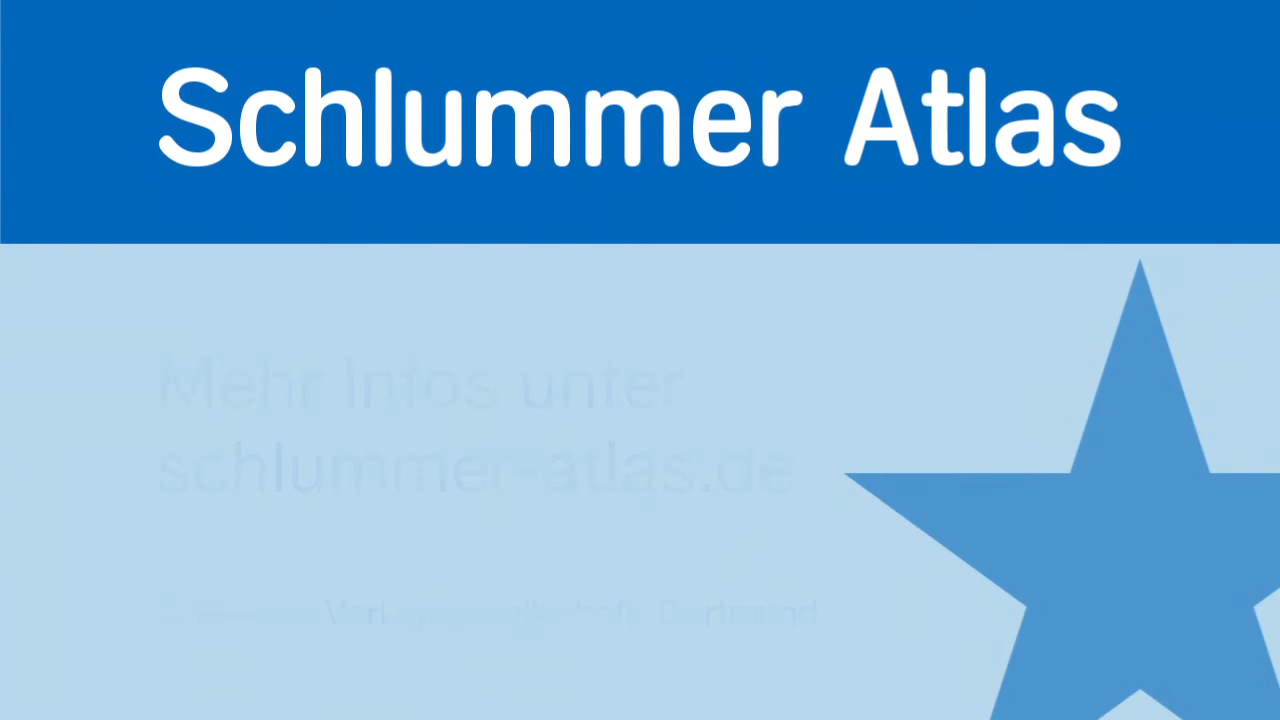 Schlummer Atlas
Mehr Infos unter
schlummer-atlas.de
Verlagsgesellschaft, Dortmund